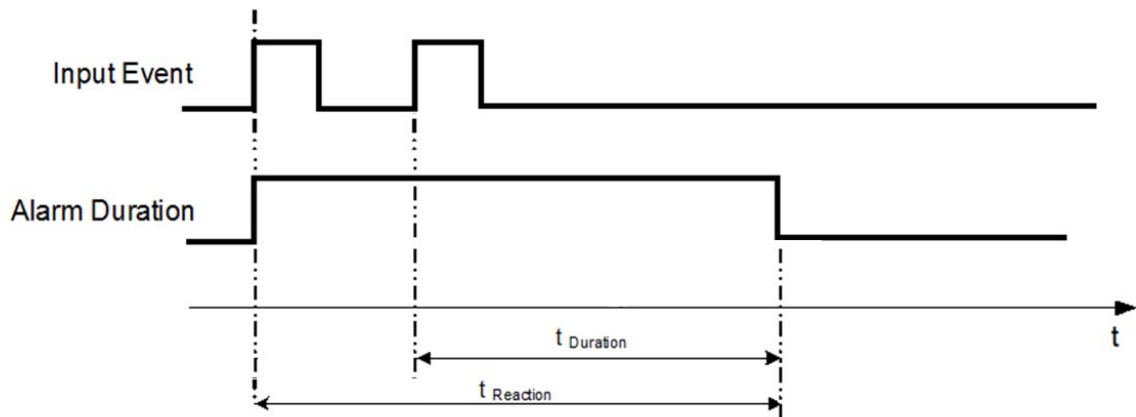 Input Event
Alarm Duration
t
t Duration
t Reaction